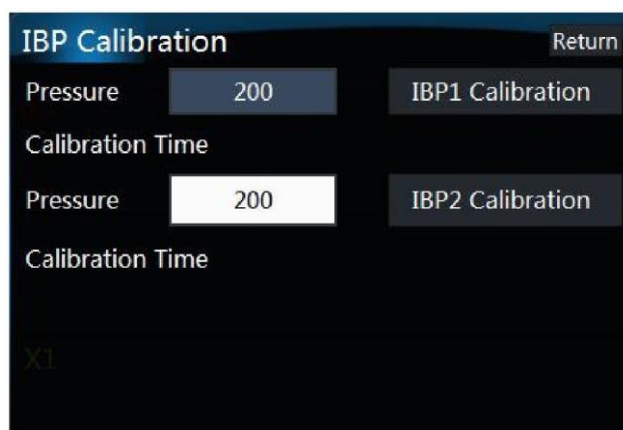 IBP Calibration Return
Pressure 200 IBP1 Calibration
Calibration Time
Pressure 200 IBP2 Calibration
Calibration Time
X1